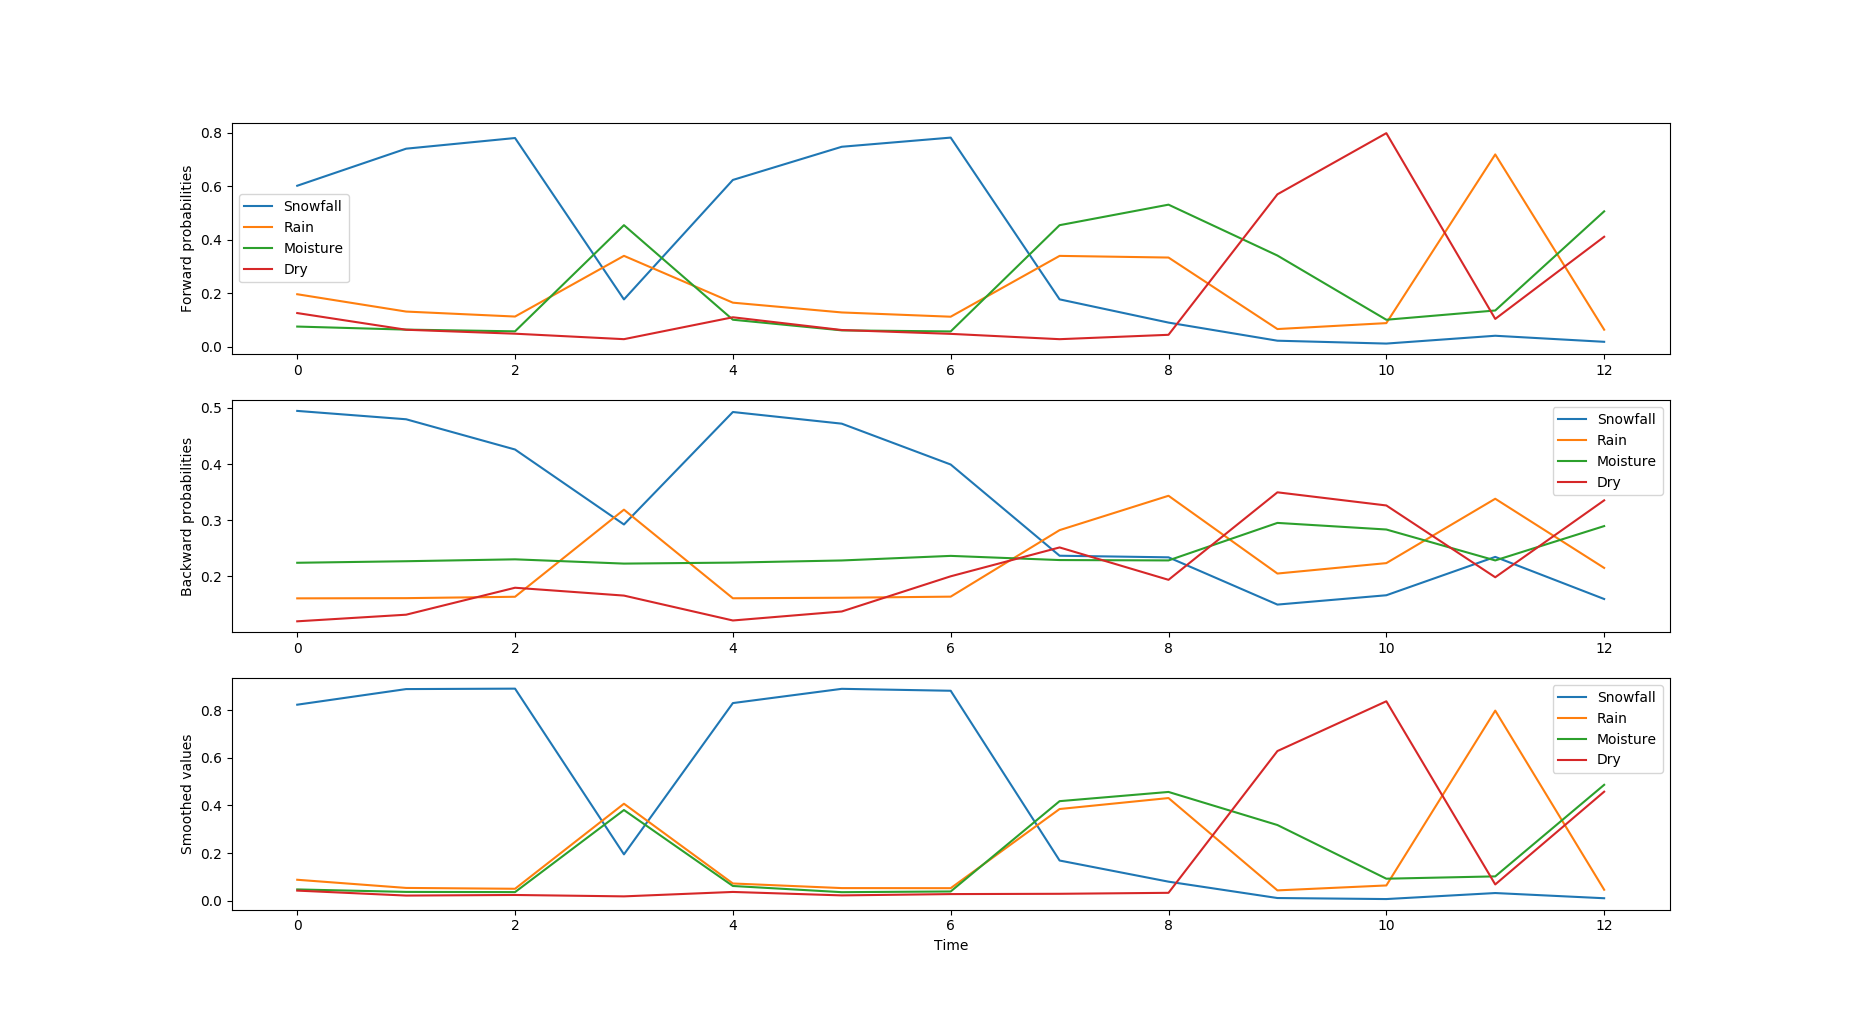 Forward probabilities
0.8
0.6
0.4
0.2
0.0
Snowfall
Rain
Moisture
Dry
0 2 4 6 8 10 12
Backward probabilities
0.5
0.4
0.3
0.2
Snowfall
Rain
Moisture
Dry
0 2 4 6 8 10 12
Smoothed values
0.8
0.6
0.4
0.2
0.0
Snowfall
Rain
Moisture
Dry
0 2 4 6 8 10 12
Time